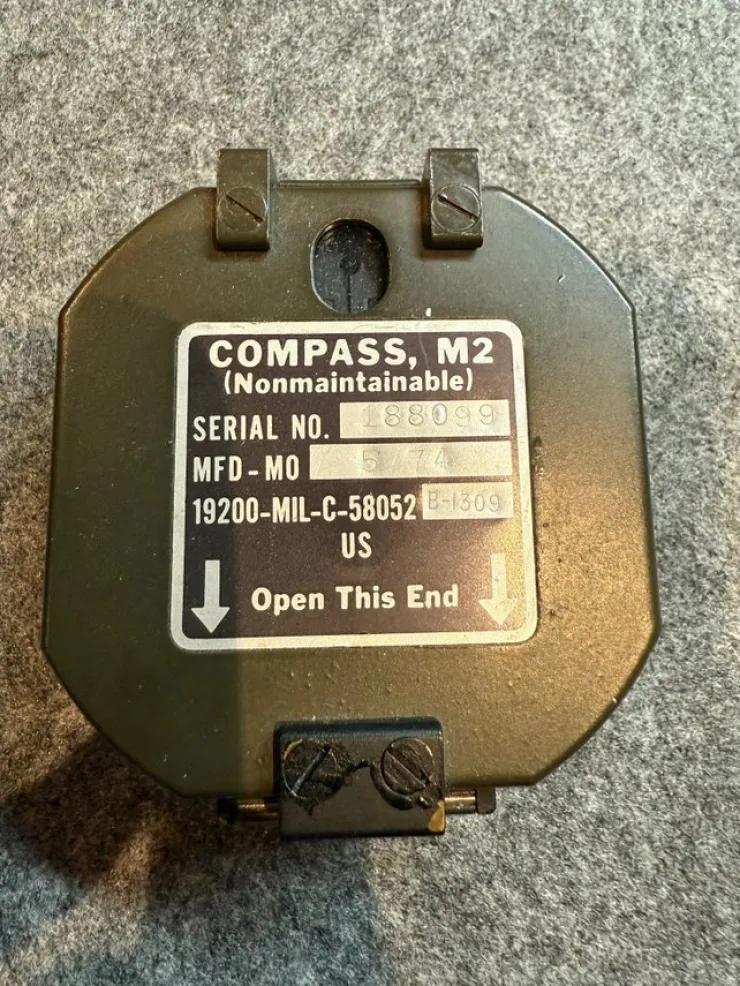 COMPASS, M2
(Nonmaintainable)
SERIAL NO. 188099
MFD-MO 5/74
19200-MIL-C-58052 B-1309
US
Open This End